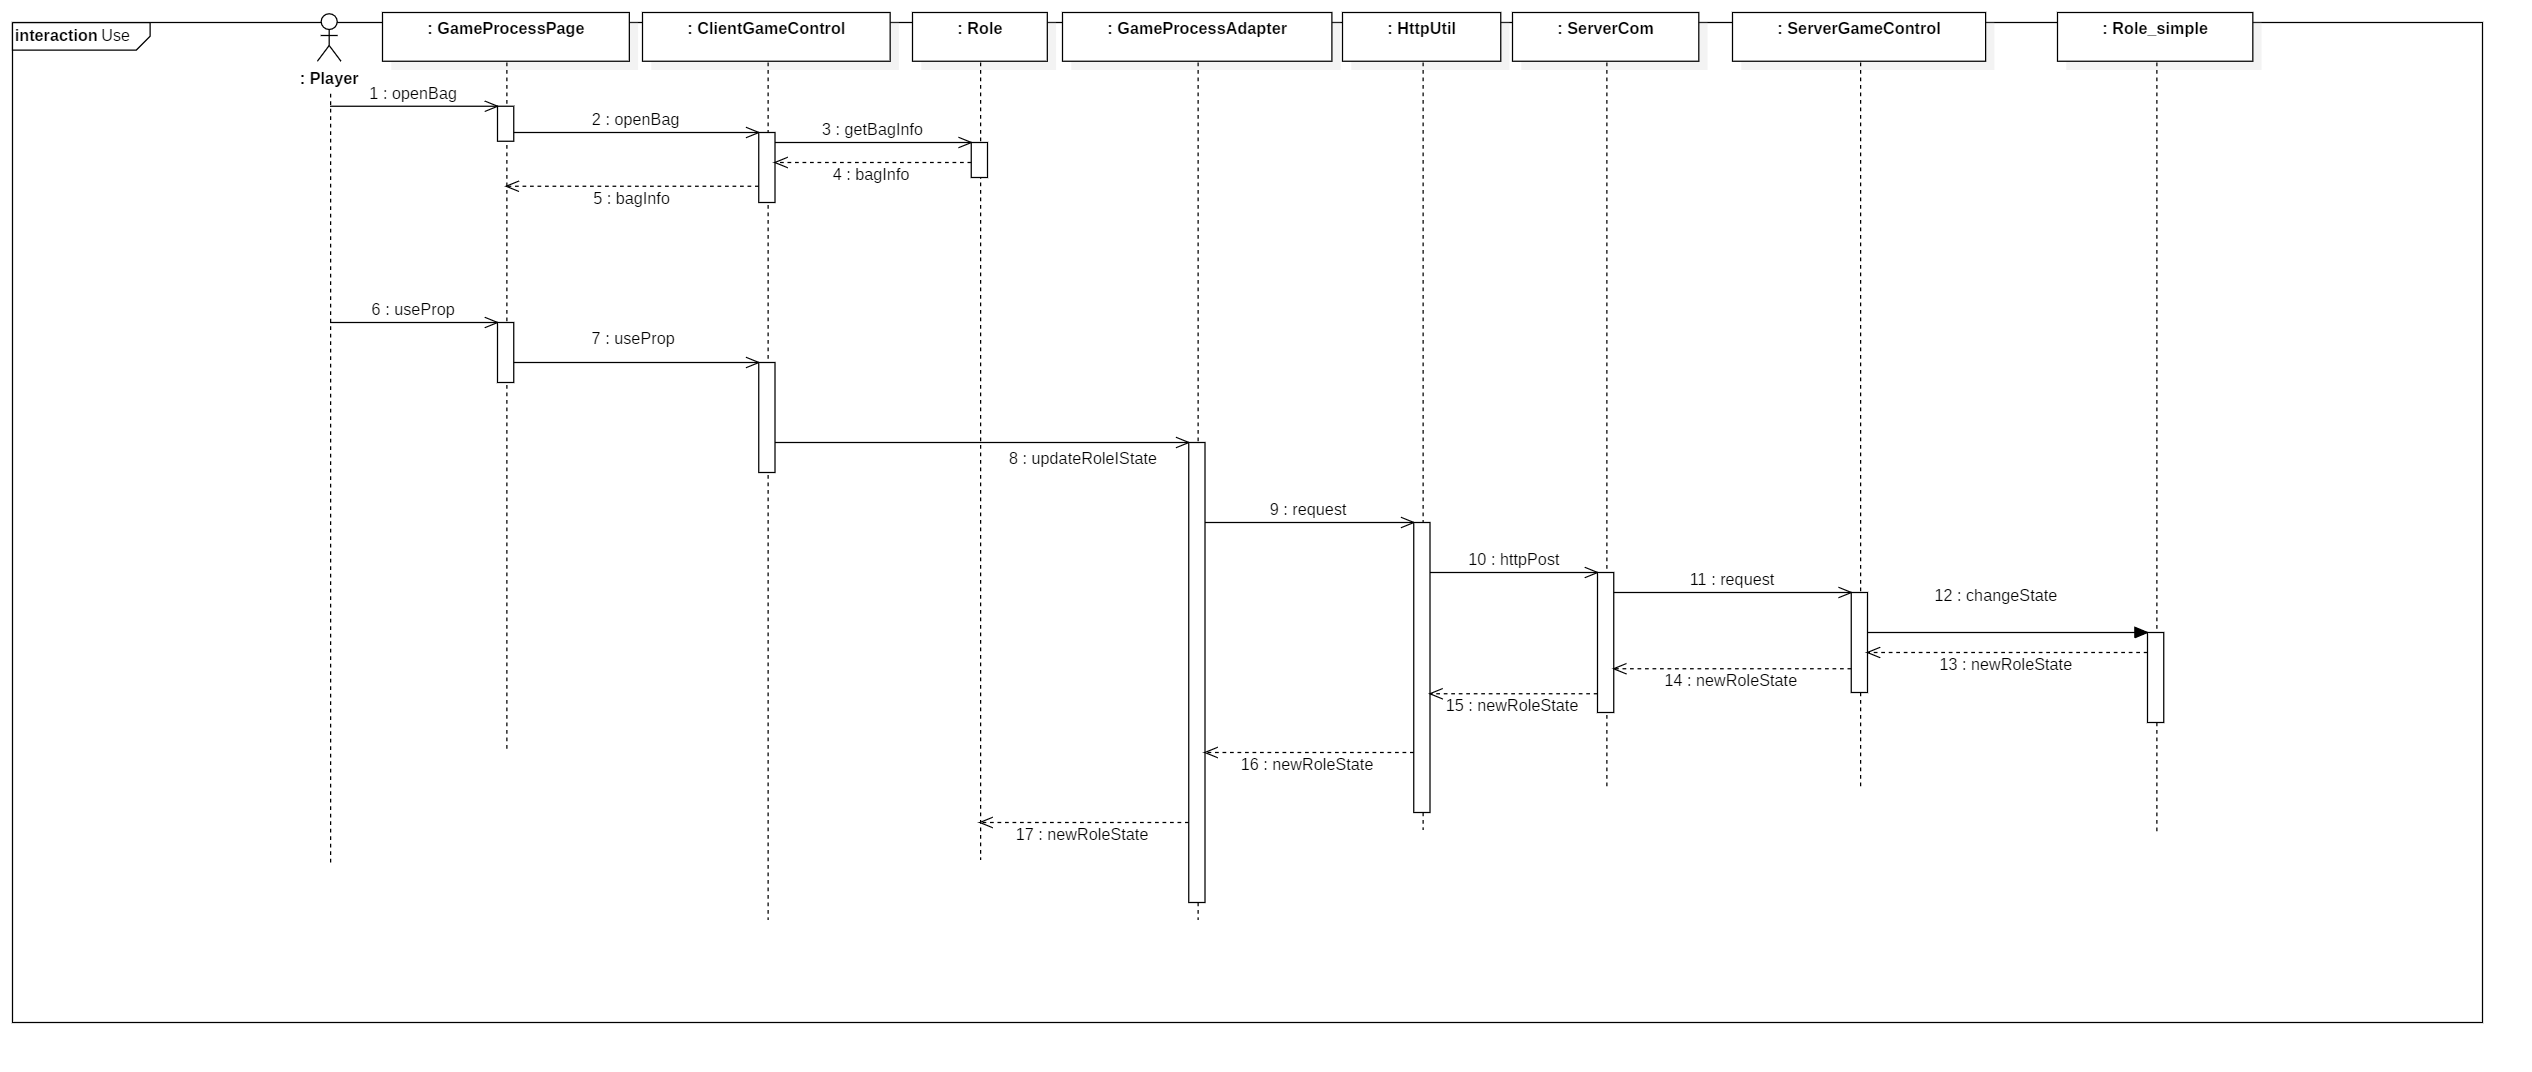 interaction Use
: Player
: GameProcessPage
: ClientGameControl
: Role
: GameProcessAdapter
: HttpUtil
: ServerCom
: ServerGameControl
: Role_simple
1 : openBag
2 : openBag
3 : getBagInfo
4 : bagInfo
5 : bagInfo
6 : useProp
7 : useProp
8 : updateRolelState
9 : request
10 : httpPost
11 : request
12 : changeState
13 : newRoleState
14 : newRoleState
15 : newRoleState
16 : newRoleState
17 : newRoleState